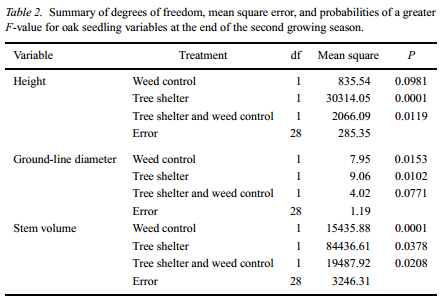 Table 2. Summary of degrees of freedom, mean square error, and probabilities of a greater
F-value for oak seedling variables at the end of the second growing season.
Variable Treatment df Mean square P
Height Weed control 1 835.54 0.0981
Tree shelter 1 30314.05 0.0001
Tree shelter and weed control 1 2066.09 0.0119
Error 28 285.35
Ground-line diameter Weed control 1 7.95 0.0153
Tree shelter 1 9.06 0.0102
Tree shelter and weed control 1 4.02 0.0771
Error 28 1.19
Stem volume Weed control 1 15435.88 0.0001
Tree shelter 1 84436.61 0.0378
Tree shelter and weed control 1 19487.92 0.0208
Error 28 3246.31